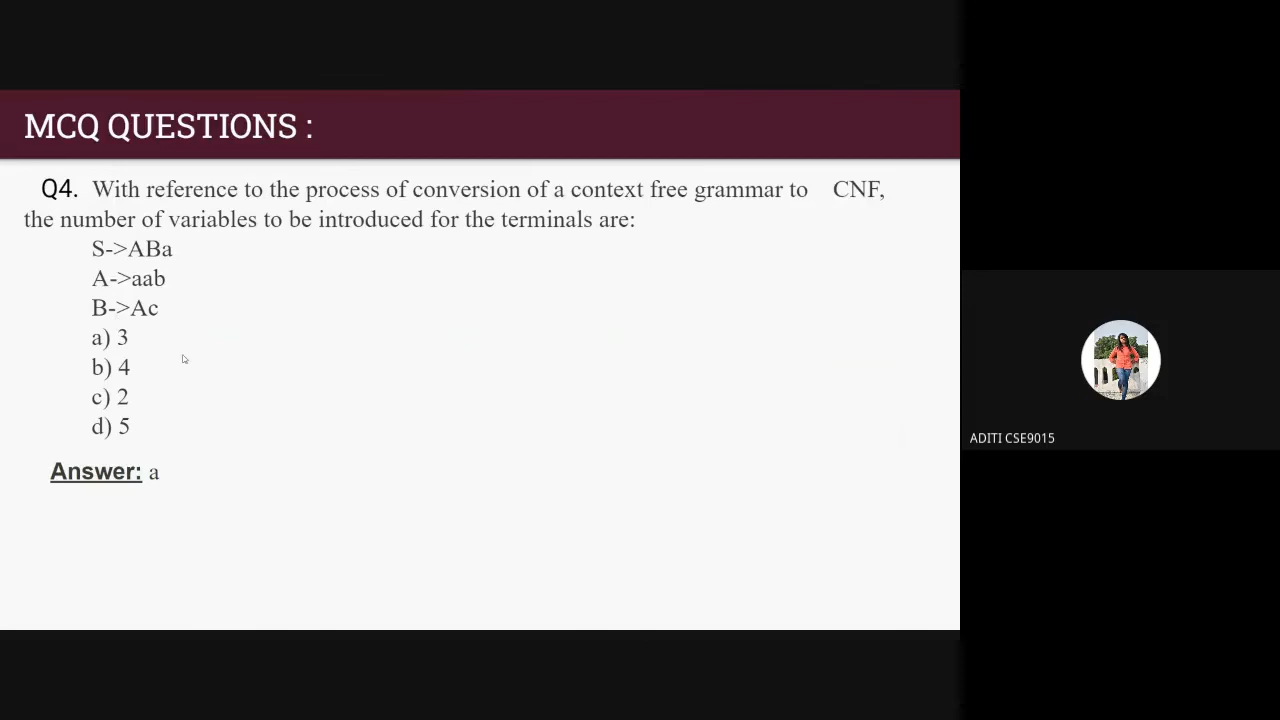 MCQ QUESTIONS :
Q4. With reference to the process of conversion of a context free grammar to CNF,
the number of variables to be introduced for the terminals are:
S->ABa
A->aab
B->Ac
a) 3
b) 4
c) 2
d) 5
Answer: a
ADITI CSE9015